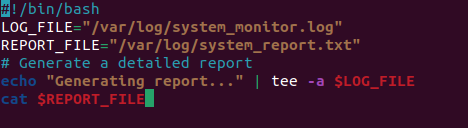 #!/bin/bash
LOG_FILE="/var/log/system_monitor.log"
REPORT_FILE="/var/log/system_report.txt"
# Generate a detailed report
echo "Generating report..." | tee -a $LOG_FILE
cat $REPORT_FILE